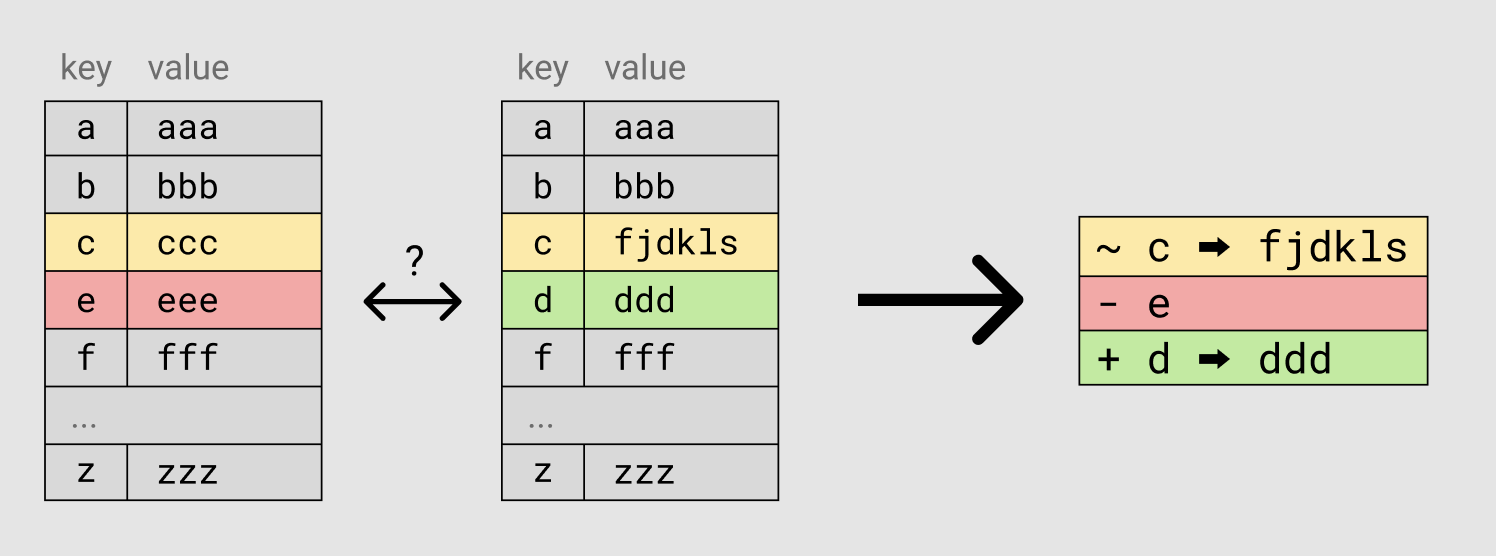 key value
a aaa
b bbb
c ccc
e eee
f fff
...
z zzz
?
key value
a aaa
b bbb
c fjdkls
d ddd
f fff
...
z zzz
~ c ➡ fjdkls
- e
+ d ➡ ddd